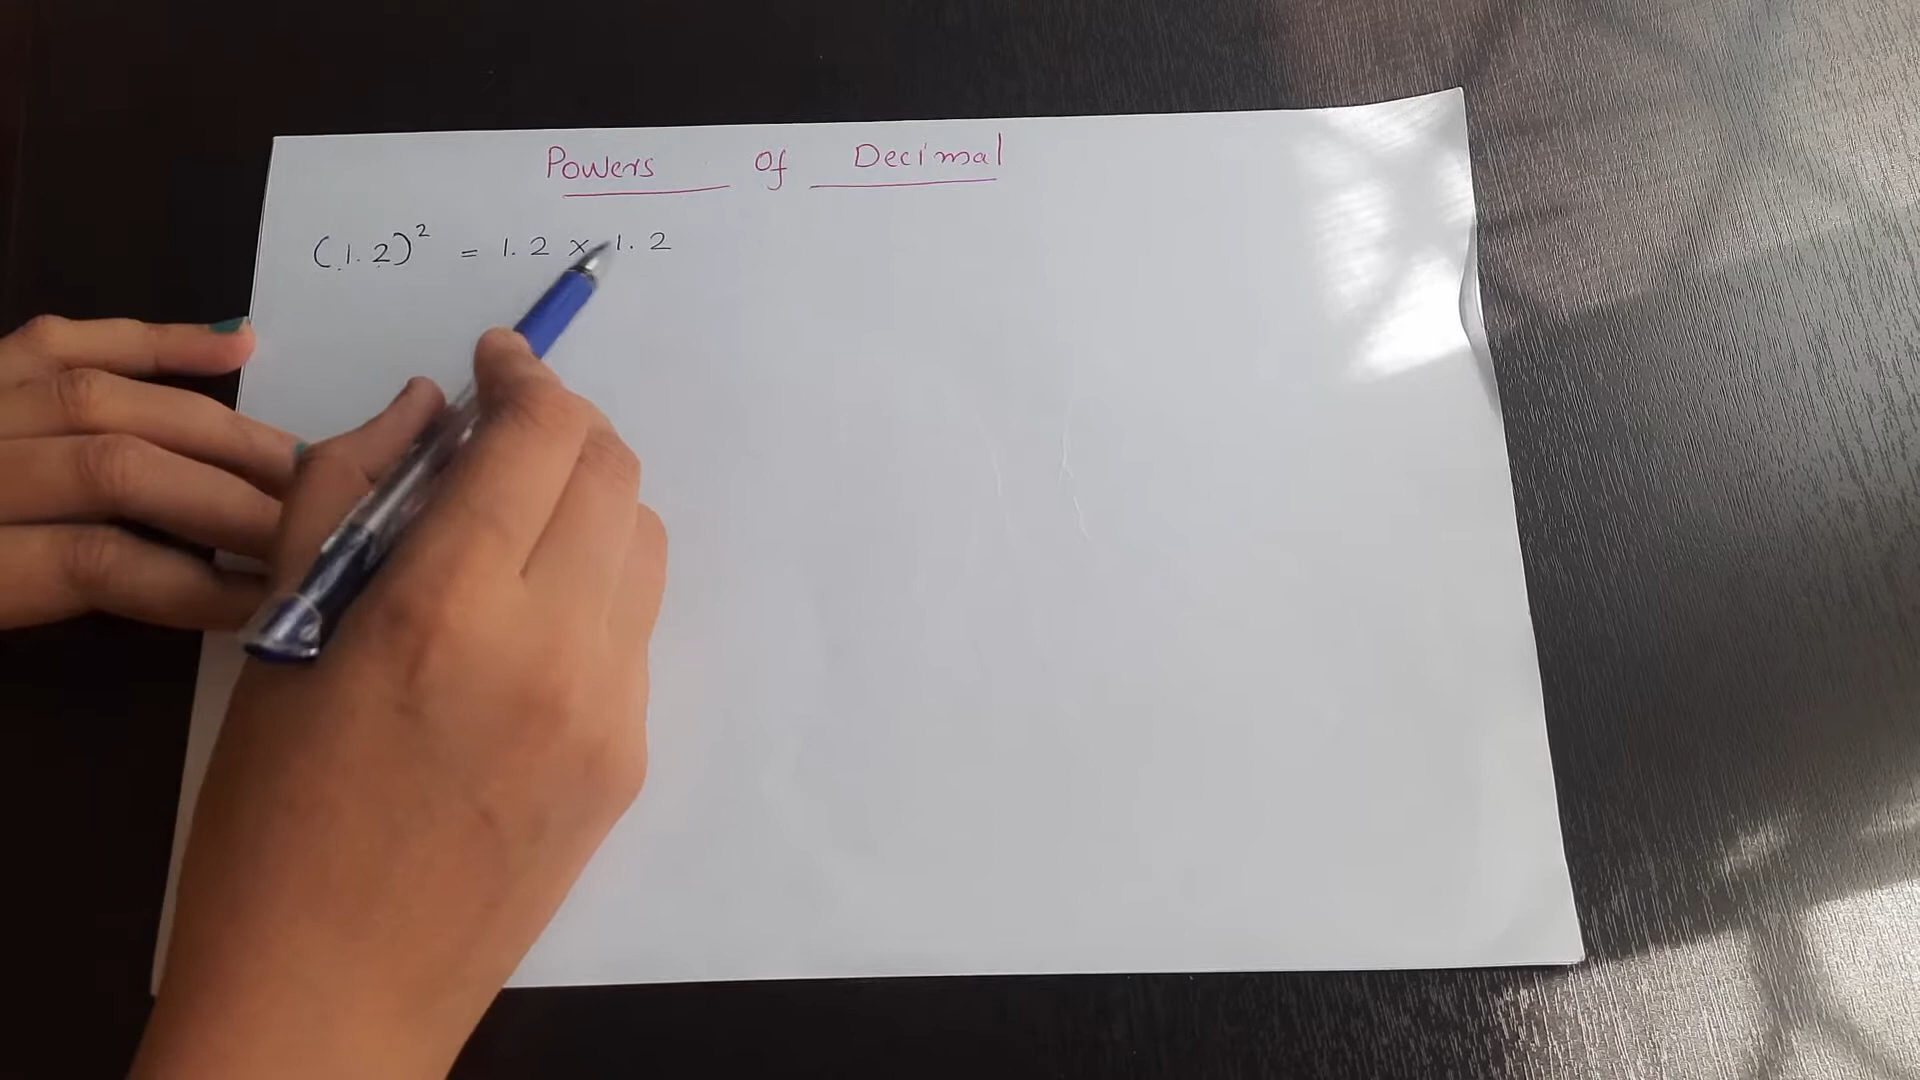 Powers Of Decimal
(1.2)² = 1.2 × 1.2